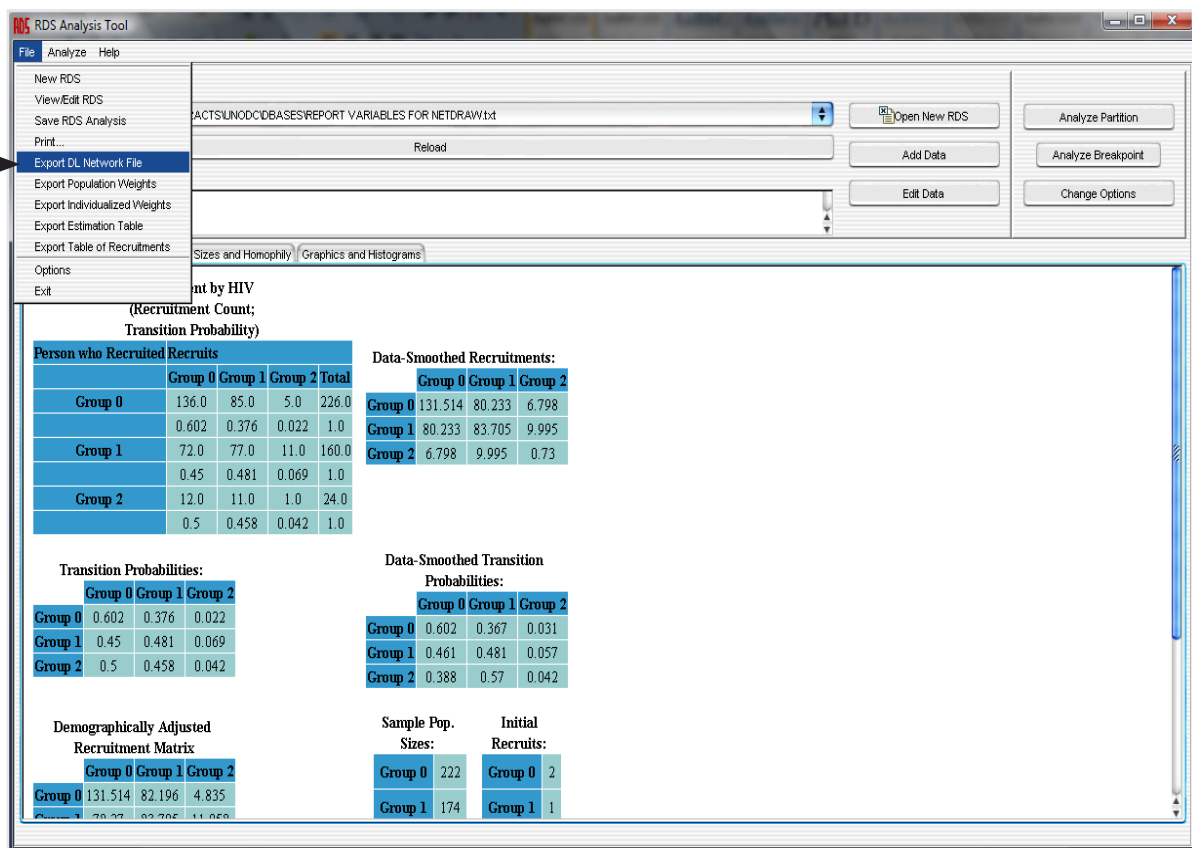 RDS RDS Analysis Tool
File Analyze Help
New RDS
View/Edit RDS
Save RDS Analysis
Print...
Export DL Network File
Export Population Weights
Export Individualized Weights
Export Estimation Table
Export Table of Recruitments
Options
Exit
ACTS\UNODC\DBASES\REPORT VARIABLES FOR NETDRAW.txt
Reload
Open New RDS
Add Data
Edit Data
Analyze Partition
Analyze Breakpoint
Change Options
Sizes and Homophily Graphics and Histograms
ent by HIV
(Recruitment Count;
Transition Probability)
Person who Recruited Recruits
Group 0 Group 1 Group 2 Total
Group 0 136.0 85.0 5.0 226.0
0.602 0.376 0.022 1.0
Group 1 72.0 77.0 11.0 160.0
0.45 0.481 0.069 1.0
Group 2 12.0 11.0 1.0 24.0
0.5 0.458 0.042 1.0
Data-Smoothed Recruitments:
Group 0 Group 1 Group 2
Group 0 131.514 80.233 6.798
Group 1 80.233 83.705 9.995
Group 2 6.798 9.995 0.73
Transition Probabilities:
Group 0 Group 1 Group 2
Group 0 0.602 0.376 0.022
Group 1 0.45 0.481 0.069
Group 2 0.5 0.458 0.042
Data-Smoothed Transition
Probabilities:
Group 0 Group 1 Group 2
Group 0 0.602 0.367 0.031
Group 1 0.461 0.481 0.057
Group 2 0.388 0.57 0.042
Demographically Adjusted
Recruitment Matrix
Group 0 Group 1 Group 2
Group 0 131.514 82.196 4.835
Sample Pop.
Sizes:
Group 0 222
Group 1 174
Initial
Recruits:
Group 0 2
Group 1 1